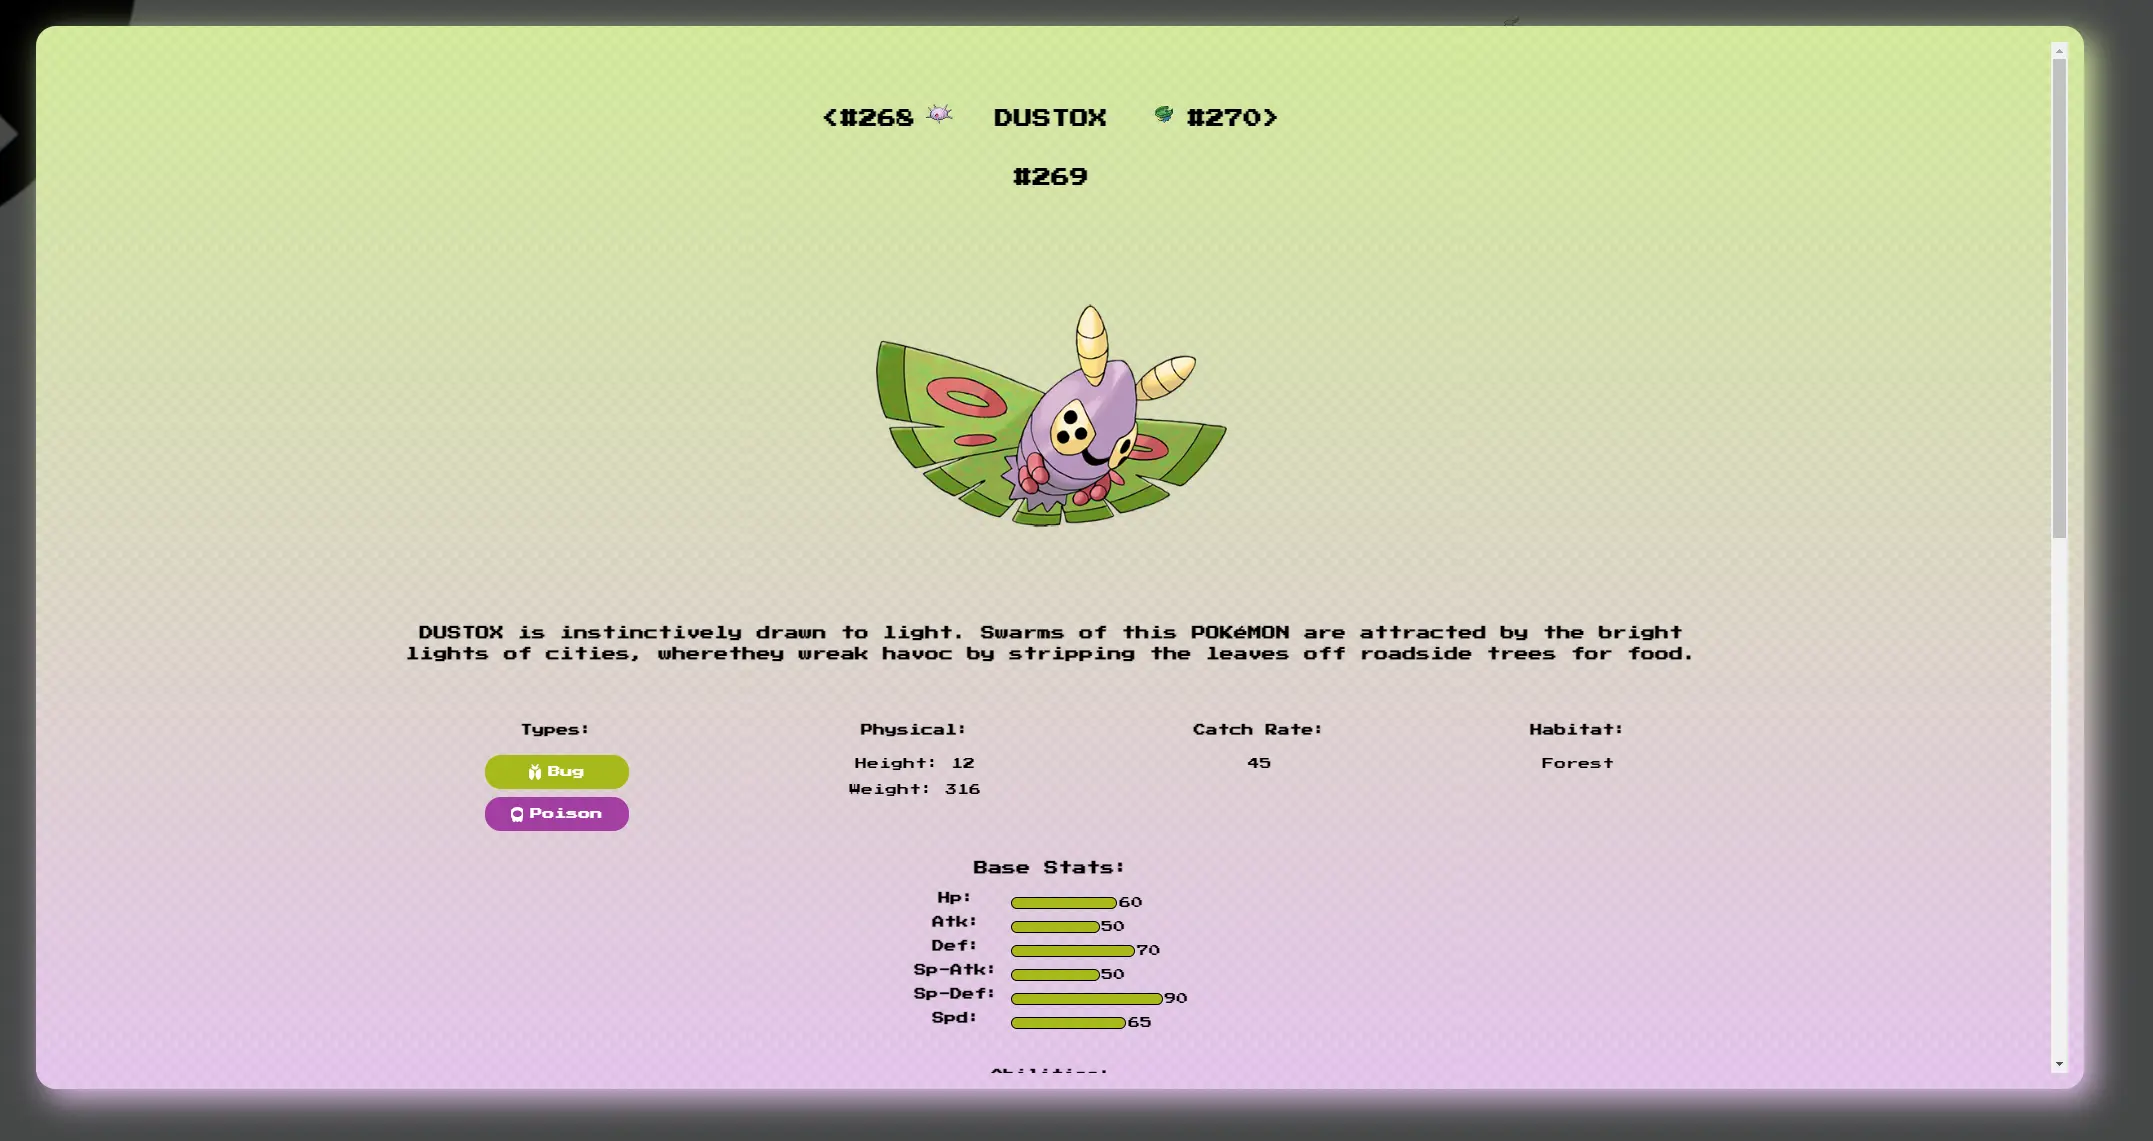 <#268 DUSTOX #270>
#269
DUSTOX is instinctively drawn to light. Swarms of this POKéMON are attracted by the bright
lights of cities, wherethey wreak havoc by stripping the leaves off roadside trees for food.
Types: Physical: Catch Rate: Habitat:
Bug Height: 12 45 Forest
Weight: 316
Poison
Base Stats:
Hp: 60
Atk: 50
Def: 70
Sp-Atk: 50
Sp-Def: 90
Spd: 65
Abilities: